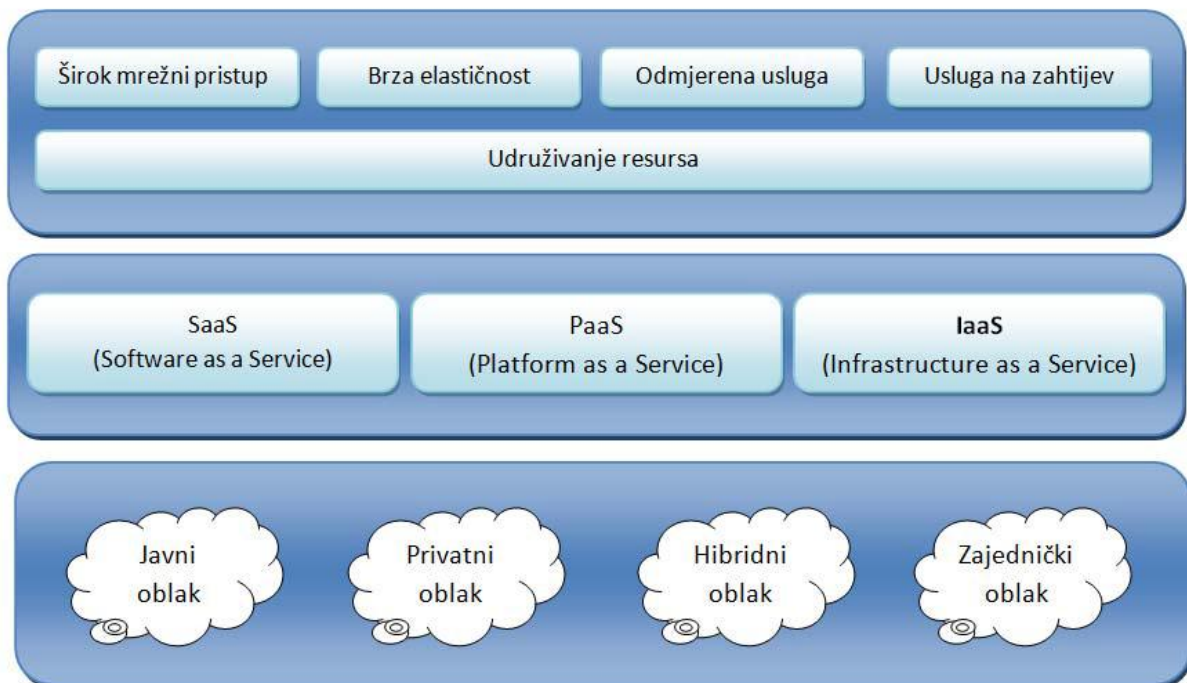 Širok mrežni pristup
Brza elastičnost
Odmjerena usluga
Usluga na zahtijev
Udruživanje resursa
SaaS
(Software as a Service)
PaaS
(Platform as a Service)
IaaS
(Infrastructure as a Service)
Javni
oblak
Privatni
oblak
Hibridni
oblak
Zajednički
oblak